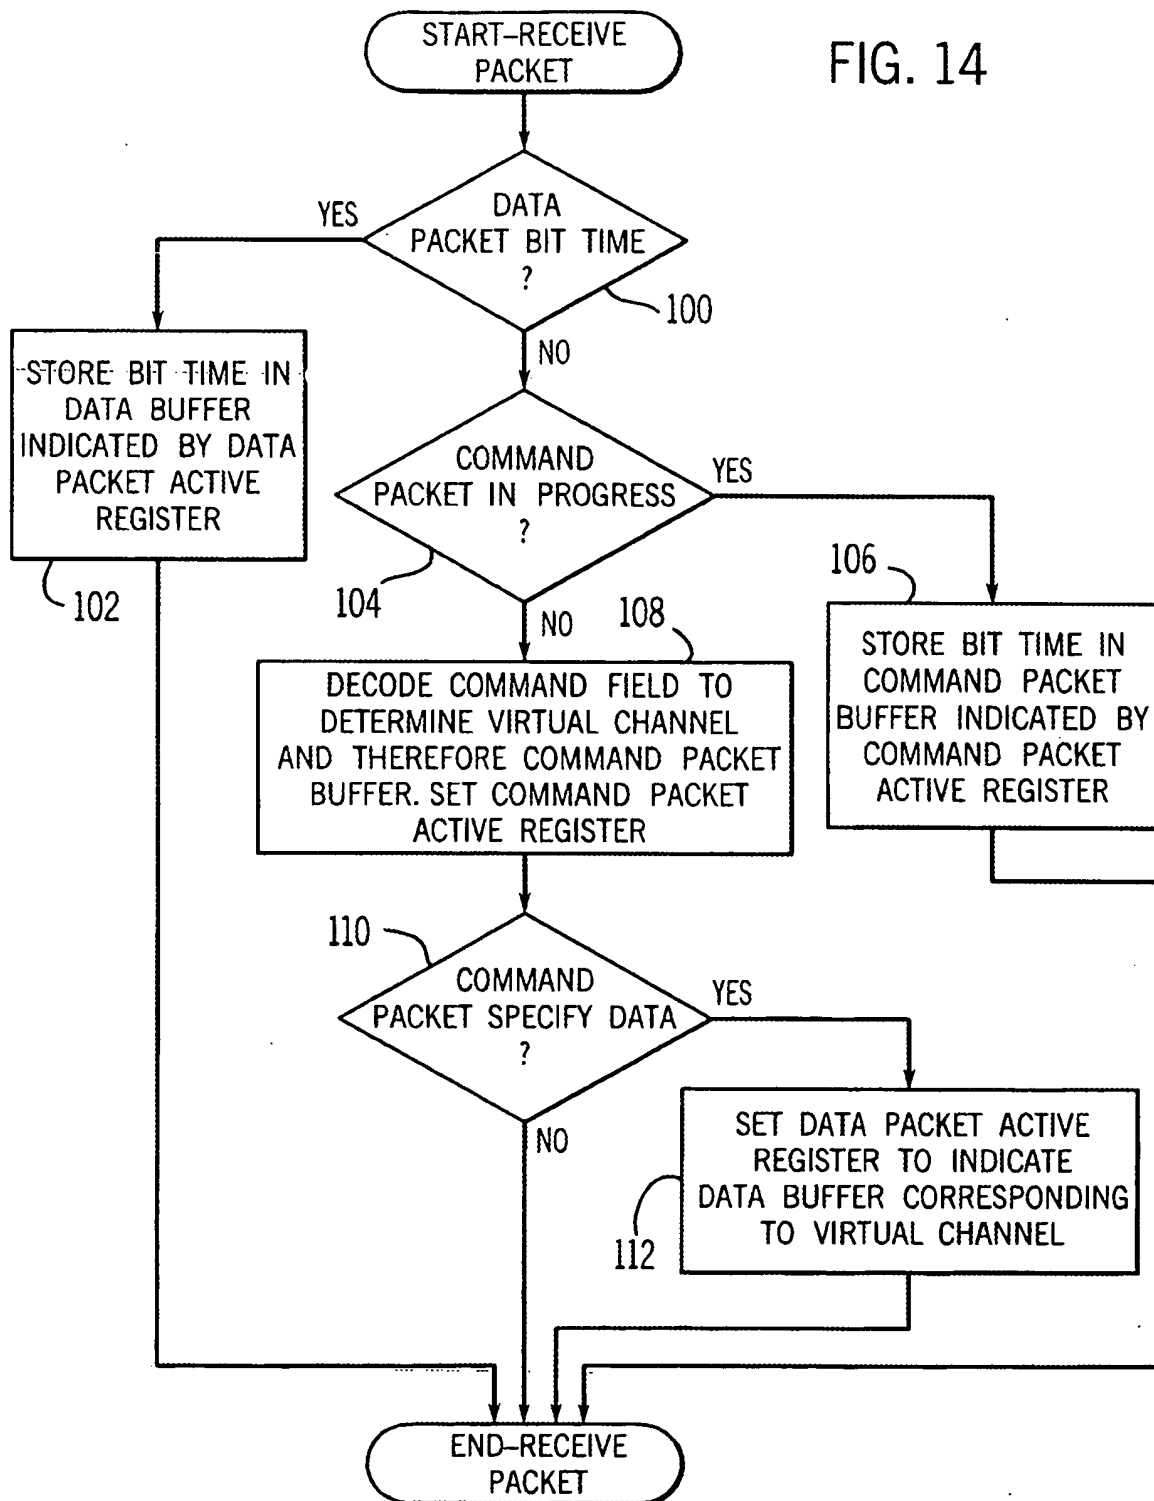 START-RECEIVE
PACKET
FIG. 14
DATA
PACKET BIT TIME
?
YES
100
NO
STORE BIT TIME IN
DATA BUFFER
INDICATED BY DATA
PACKET ACTIVE
REGISTER
102
COMMAND
PACKET IN PROGRESS
?
YES
104
NO
106
STORE BIT TIME IN
COMMAND PACKET
BUFFER INDICATED BY
COMMAND PACKET
ACTIVE REGISTER
108
DECODE COMMAND FIELD TO
DETERMINE VIRTUAL CHANNEL
AND THEREFORE COMMAND PACKET
BUFFER. SET COMMAND PACKET
ACTIVE REGISTER
110
COMMAND
PACKET SPECIFY DATA
?
YES
NO
SET DATA PACKET ACTIVE
REGISTER TO INDICATE
DATA BUFFER CORRESPONDING
TO VIRTUAL CHANNEL
112
END-RECEIVE
PACKET